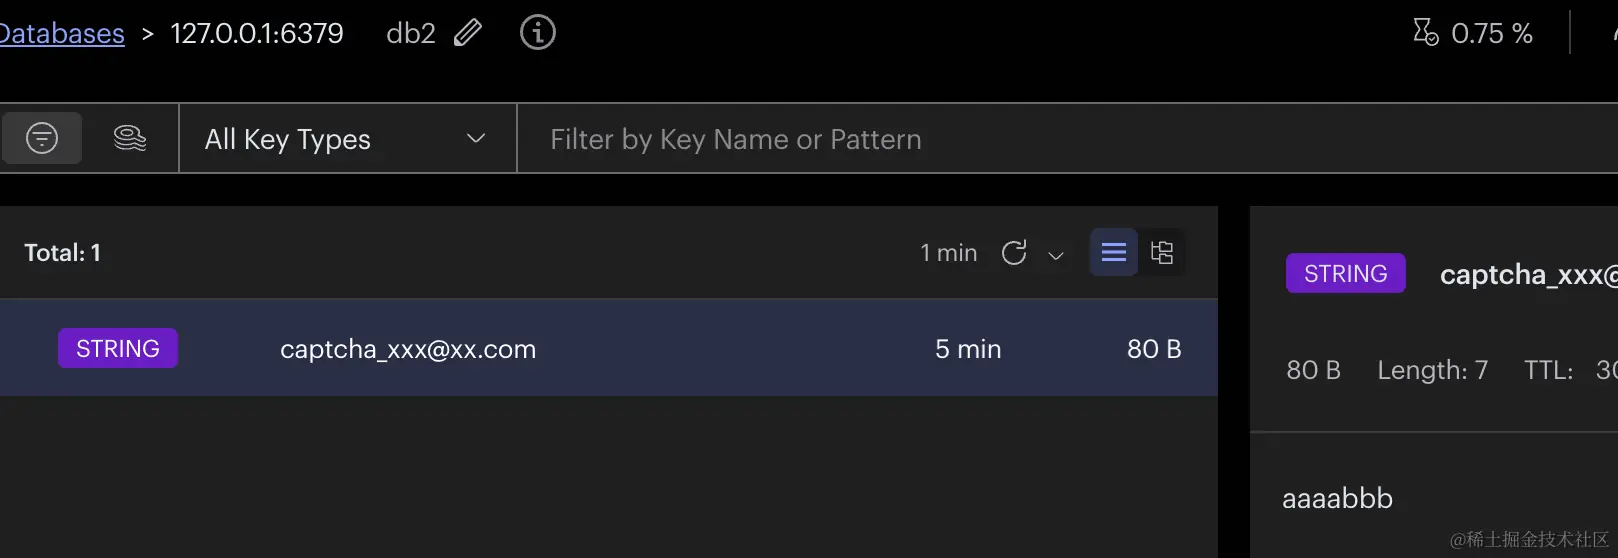 Databases > 127.0.0.1:6379 db2 0.75 %
All Key Types Filter by Key Name or Pattern
Total: 1 1 min
STRING captcha_xxx@
STRING captcha_xxx@xx.com 5 min 80 B
80 B Length: 7 TTL: 30
aaaabbb
@稀土掘金技术社区